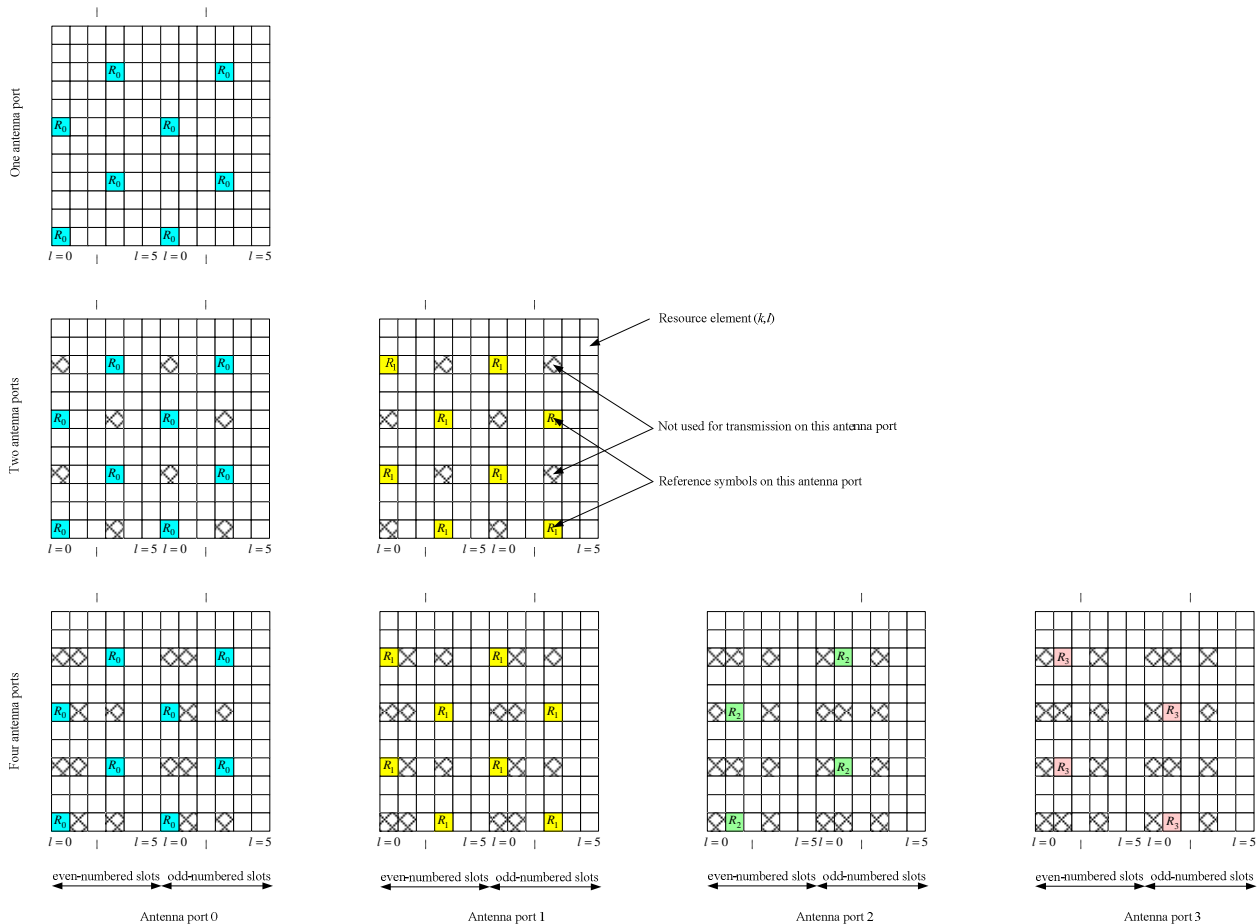 One antenna port
R0 R0
R0 R0
R0 R0
R0 R0
l = 0 l = 5 l = 0 l = 5
Two antenna ports
R0 R0
R0 R0
R0 R0
R0 R0
l = 0 l = 5 l = 0 l = 5
R1 R1
R1 R1
R1 R1
R1 R1
l = 0 l = 5 l = 0 l = 5
Resource element (k,l)
Not used for transmission on this antenna port
Reference symbols on this antenna port
Four antenna ports
R0 R0
R0 R0
R0 R0
R0 R0
l = 0 l = 5 l = 0 l = 5
even-numbered slots odd-numbered slots
Antenna port 0
R1 R1
R1 R1
R1 R1
R1 R1
l = 0 l = 5 l = 0 l = 5
even-numbered slots odd-numbered slots
Antenna port 1
R2
R2
R2
R2
l = 0 l = 5 l = 0 l = 5
even-numbered slots odd-numbered slots
Antenna port 2
R3
R3
R3
R3
l = 0 l = 5 l = 0 l = 5
even-numbered slots odd-numbered slots
Antenna port 3